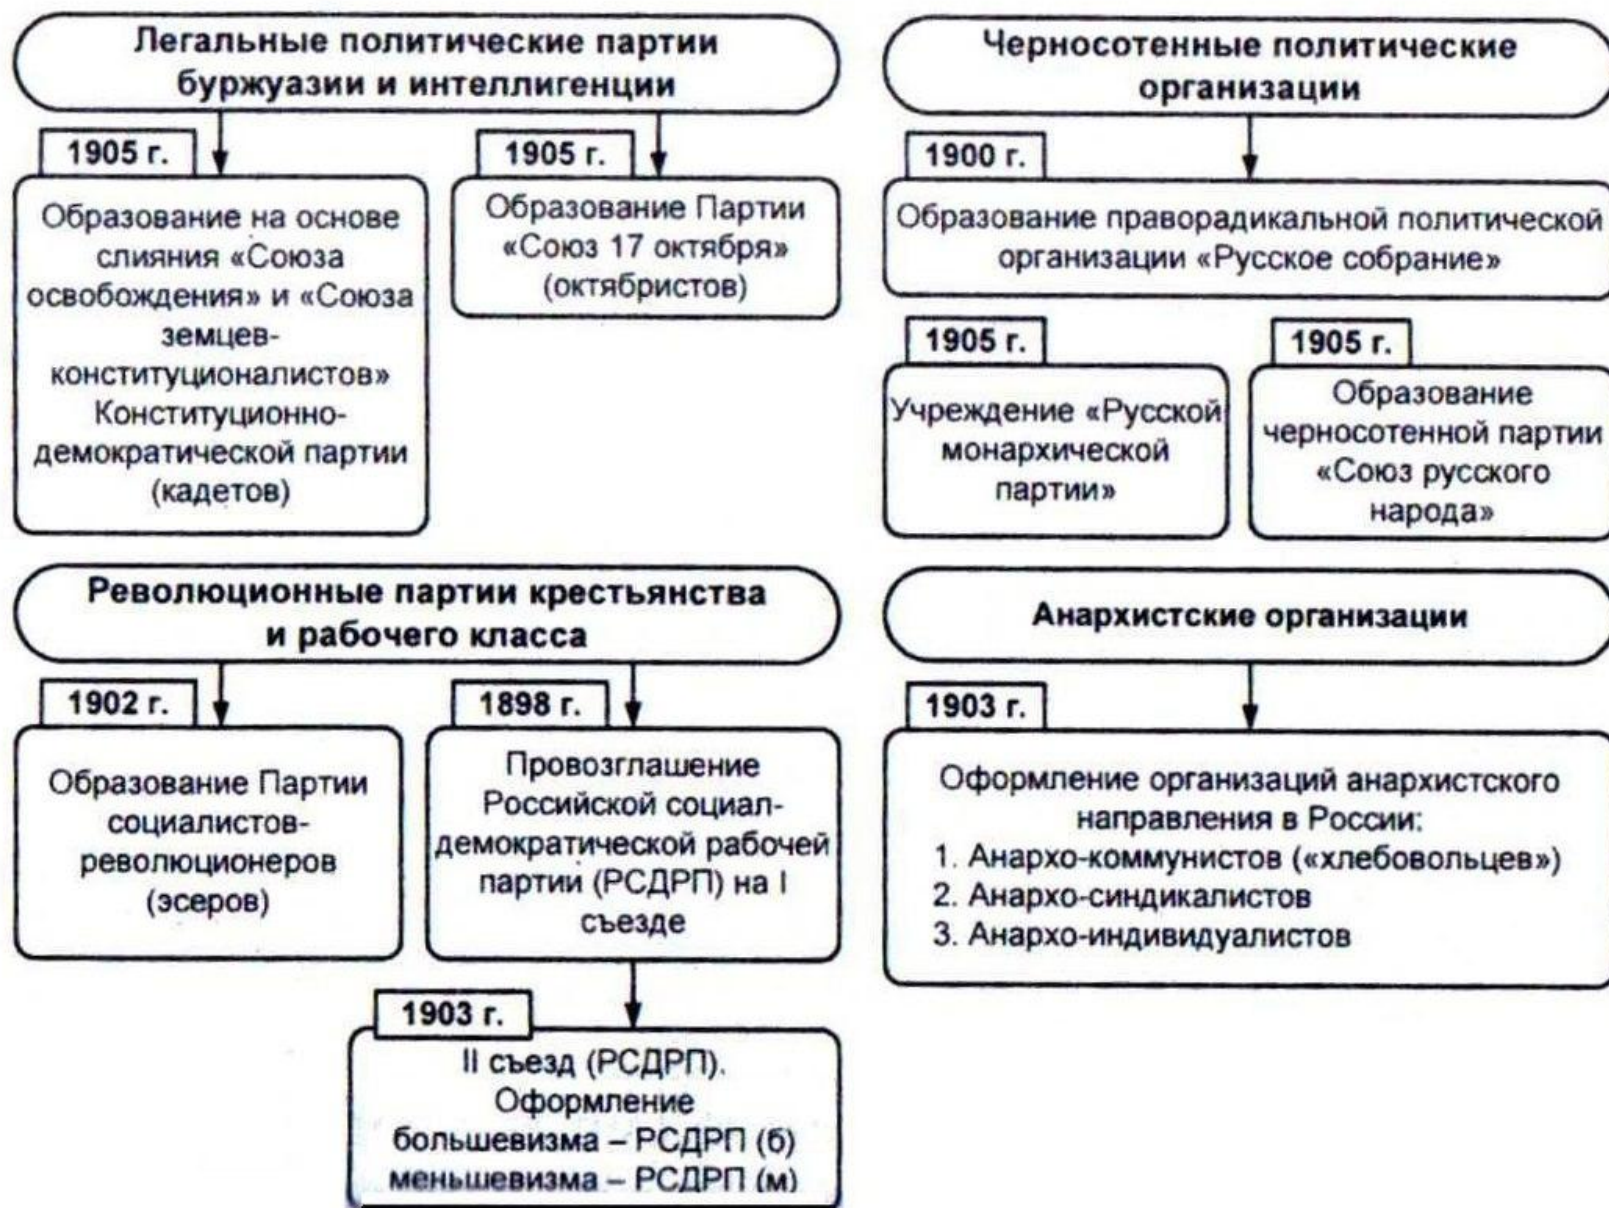 Легальные политические партии
буржуазии и интеллигенции
1905 г.
Образование на основе
слияния «Союза
освобождения» и «Союза
земцев-
конституционалистов»
Конституционно-
демократической партии
(кадетов)
1905 г.
Образование Партии
«Союз 17 октября»
(октябристов)
Черносотенные политические
организации
1900 г.
Образование праворадикальной политической
организации «Русское собрание»
1905 г.
Учреждение «Русской
монархической
партии»
1905 г.
Образование
черносотенной партии
«Союз русского
народа»
Революционные партии крестьянства
и рабочего класса
1902 г.
Образование Партии
социалистов-
революционеров
(эсеров)
1898 г.
Провозглашение
Российской социал-
демократической рабочей
партии (РСДРП) на I
съезде
1903 г.
II съезд (РСДРП).
Оформление
большевизма – РСДРП (б)
меньшевизма – РСДРП (м)
Анархистские организации
1903 г.
Оформление организаций анархистского
направления в России:
1. Анархо-коммунистов («хлебовольцев»)
2. Анархо-синдикалистов
3. Анархо-индивидуалистов